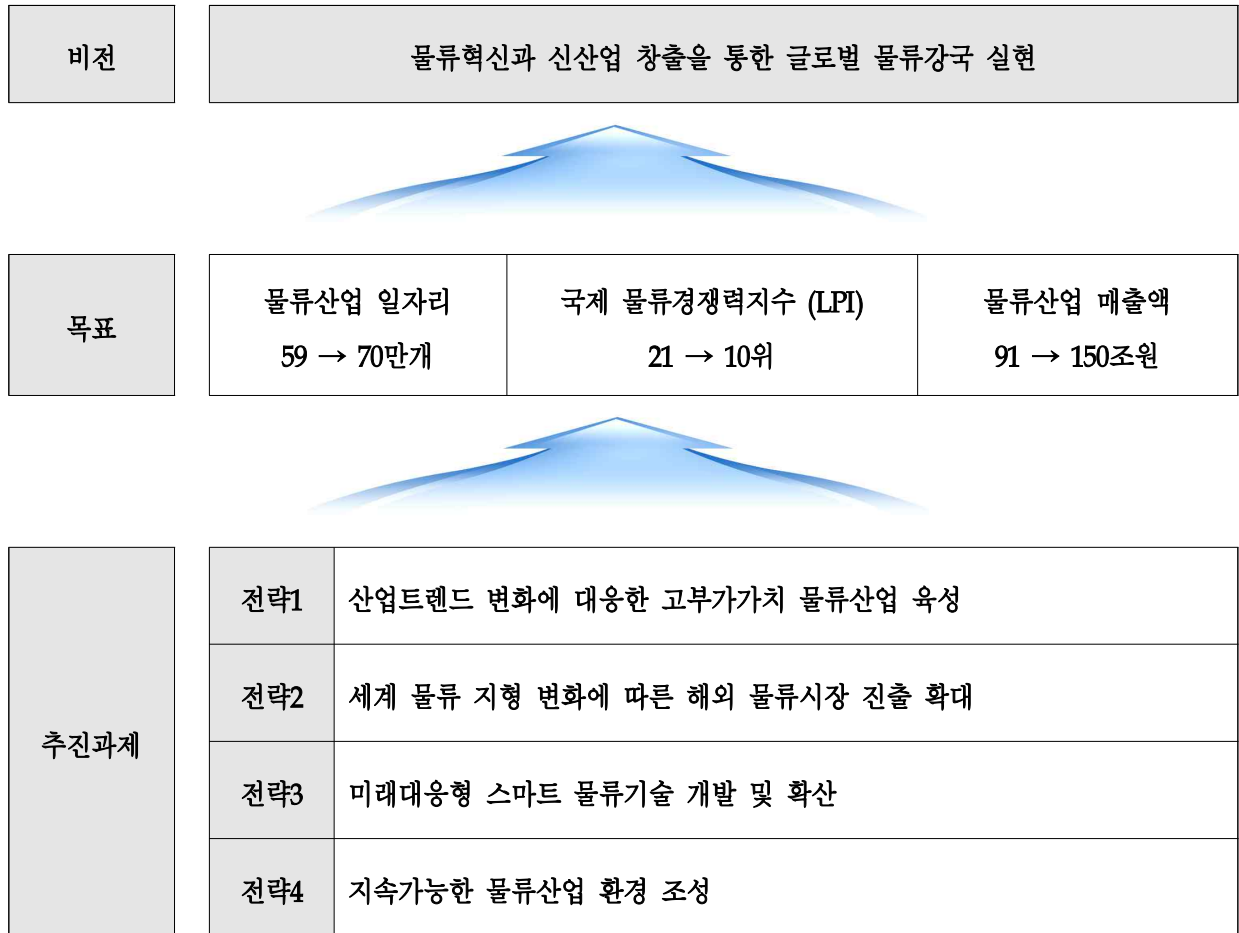 비전
물류혁신과 신산업 창출을 통한 글로벌 물류강국 실현
목표
물류산업 일자리
59 → 70만개
국제 물류경쟁력지수 (LPI)
21 → 10위
물류산업 매출액
91 → 150조원
추진과제
전략1 산업트렌드 변화에 대응한 고부가가치 물류산업 육성
전략2 세계 물류 지형 변화에 따른 해외 물류시장 진출 확대
전략3 미래대응형 스마트 물류기술 개발 및 확산
전략4 지속가능한 물류산업 환경 조성